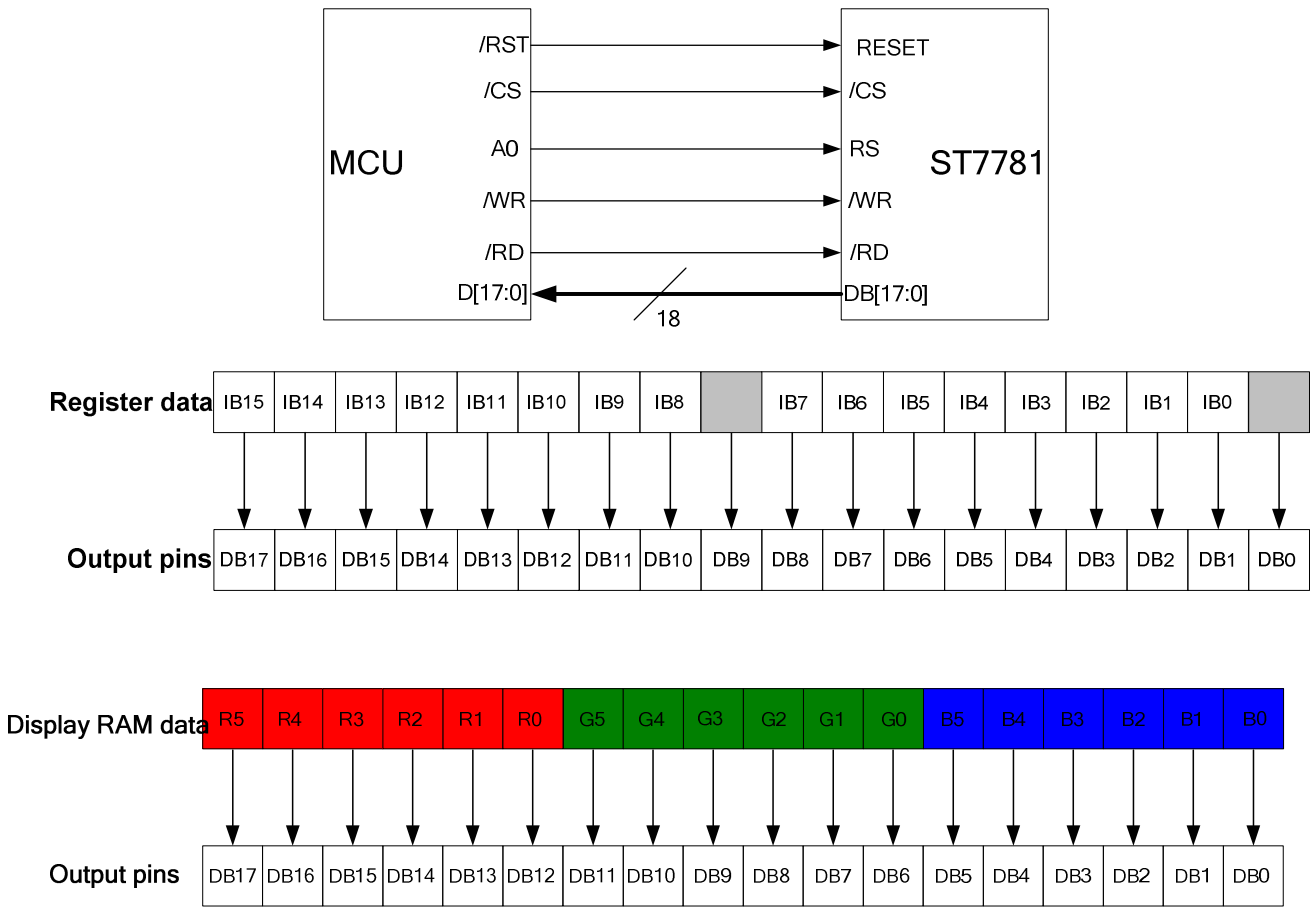 /RST RESET
/CS /CS
MCU A0 RS ST7781
/WR /WR
/RD /RD
D[17:0] DB[17:0]
18
Register data IB15 IB14 IB13 IB12 IB11 IB10 IB9 IB8 IB7 IB6 IB5 IB4 IB3 IB2 IB1 IB0
Output pins DB17 DB16 DB15 DB14 DB13 DB12 DB11 DB10 DB9 DB8 DB7 DB6 DB5 DB4 DB3 DB2 DB1 DB0
Display RAM data R5 R4 R3 R2 R1 R0 G5 G4 G3 G2 G1 G0 B5 B4 B3 B2 B1 B0
Output pins DB17 DB16 DB15 DB14 DB13 DB12 DB11 DB10 DB9 DB8 DB7 DB6 DB5 DB4 DB3 DB2 DB1 DB0